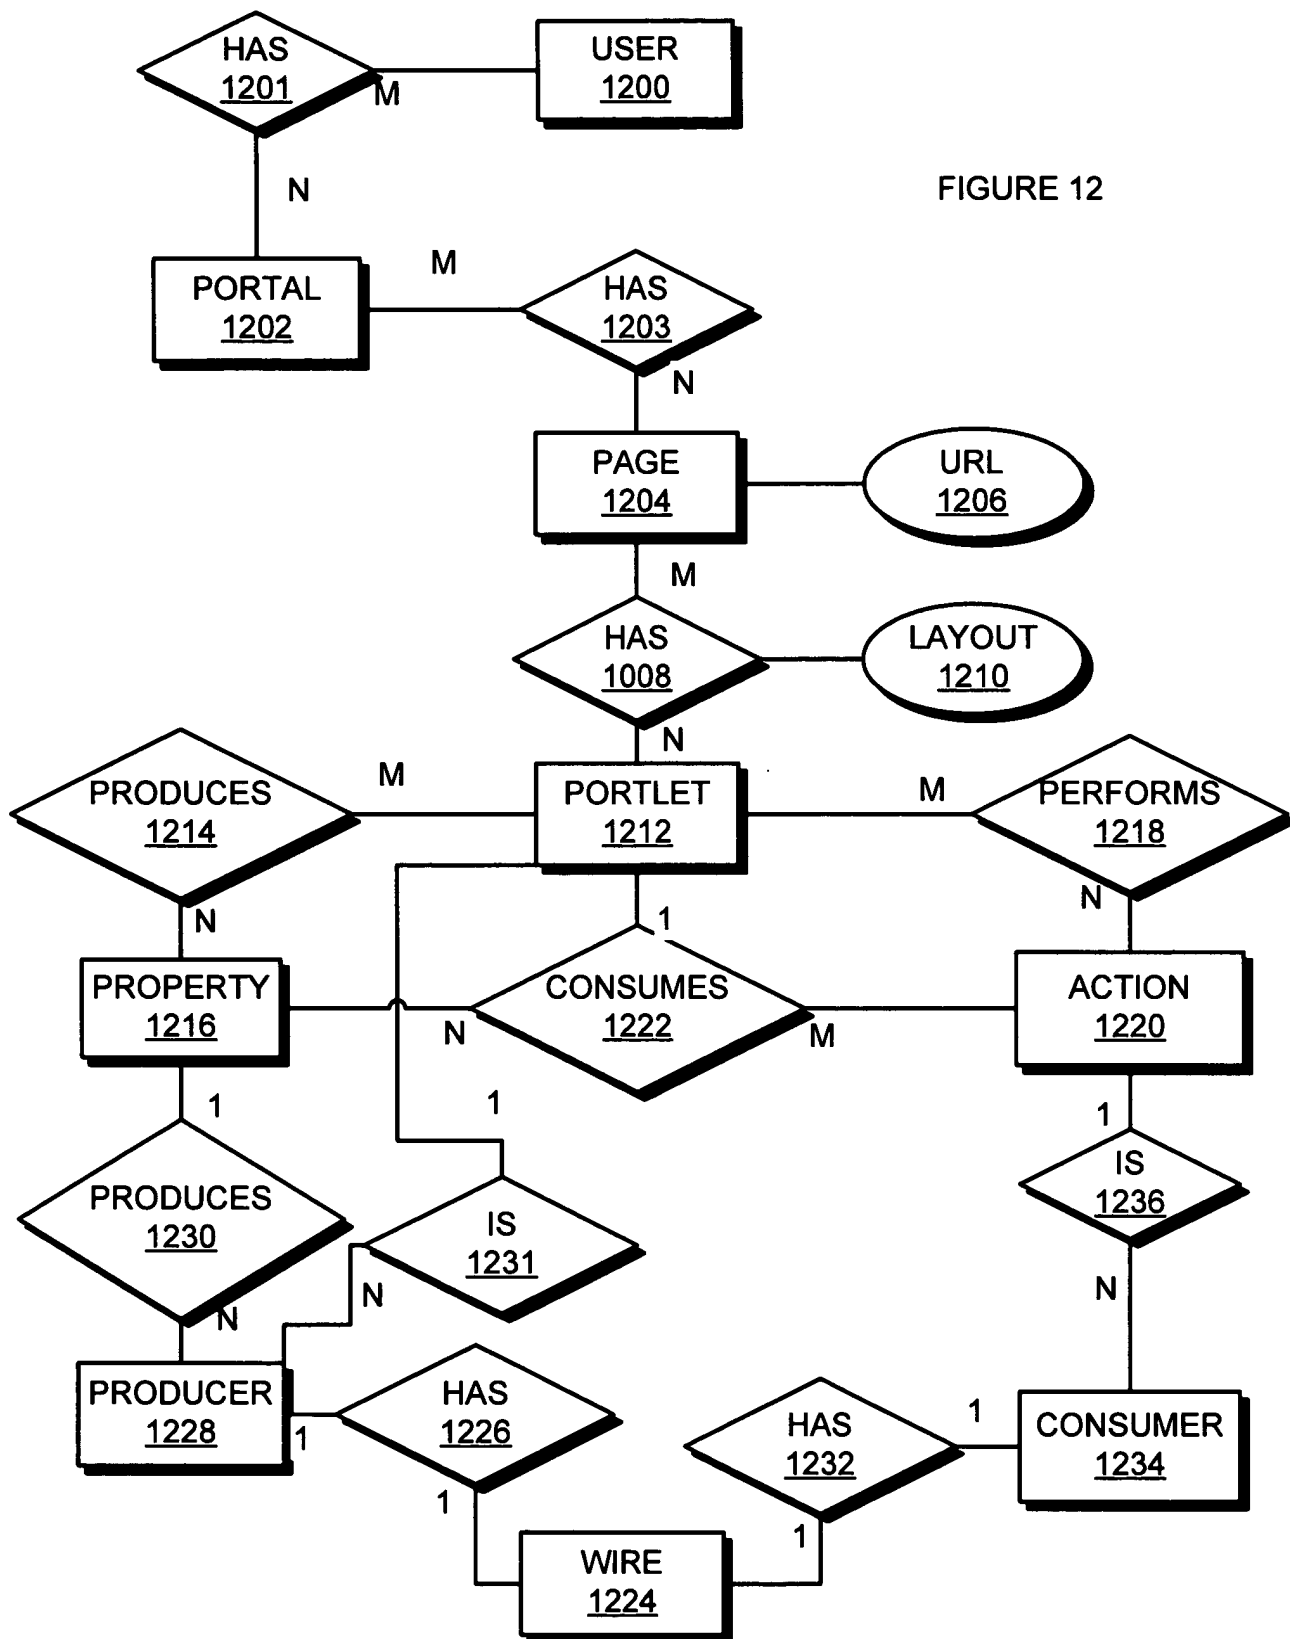 HAS
1201
USER
1200
M
N
FIGURE 12
PORTAL
1202
M
HAS
1203
N
PAGE
1204
URL
1206
M
HAS
1008
LAYOUT
1210
N
PRODUCES
1214
M
PORTLET
1212
M
PERFORMS
1218
N
1
N
PROPERTY
1216
N
CONSUMES
1222
M
ACTION
1220
1
1
1
PRODUCES
1230
IS
1231
IS
1236
N
N
N
PRODUCER
1228
1
HAS
1226
HAS
1232
1
CONSUMER
1234
1
1
WIRE
1224